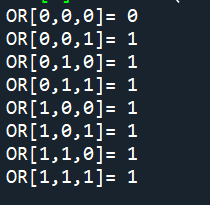 OR[0,0,0]= 0
OR[0,0,1]= 1
OR[0,1,0]= 1
OR[0,1,1]= 1
OR[1,0,0]= 1
OR[1,0,1]= 1
OR[1,1,0]= 1
OR[1,1,1]= 1